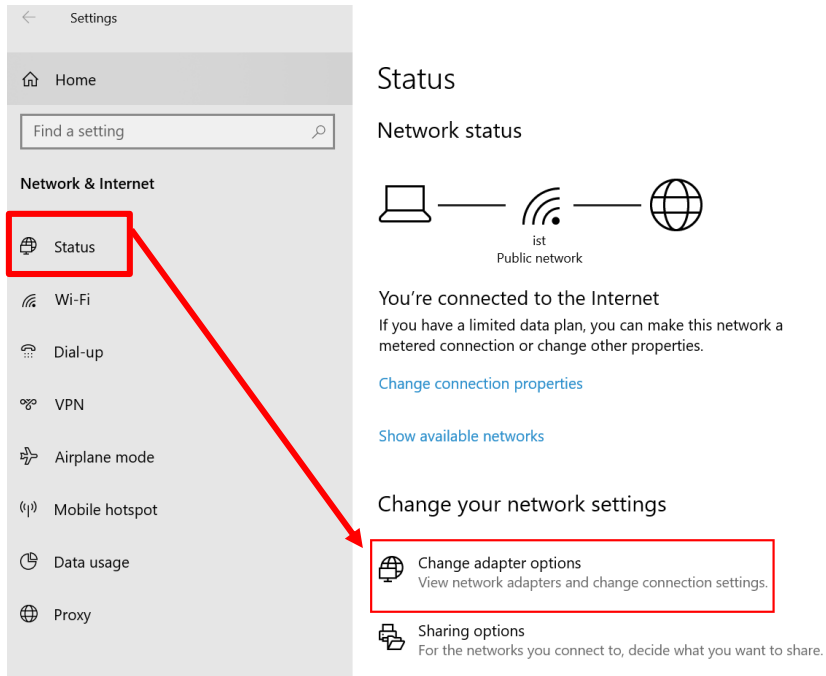 Settings
Home
Find a setting
Network & Internet
Status
Wi-Fi
Dial-up
VPN
Airplane mode
Mobile hotspot
Data usage
Proxy
Status
Network status
ist
Public network
You're connected to the Internet
If you have a limited data plan, you can make this network a
metered connection or change other properties.
Change connection properties
Show available networks
Change your network settings
Change adapter options
View network adapters and change connection settings.
Sharing options
For the networks you connect to, decide what you want to share.